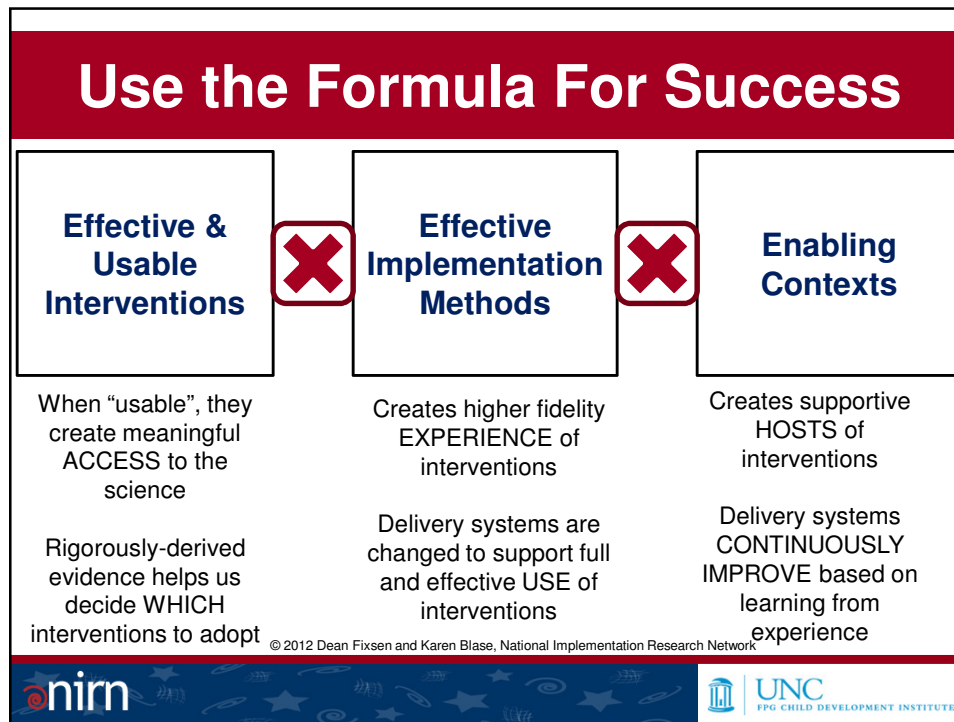 Use the Formula For Success
Effective &
Usable
Interventions
Effective
Implementation
Methods
Enabling
Contexts
When “usable”, they
create meaningful
ACCESS to the
science
Rigorously-derived
evidence helps us
decide WHICH
interventions to adopt
Creates higher fidelity
EXPERIENCE of
interventions
Delivery systems are
changed to support full
and effective USE of
interventions
Creates supportive
HOSTS of
interventions
Delivery systems
CONTINUOUSLY
IMPROVE based on
learning from
experience
© 2012 Dean Fixsen and Karen Blase, National Implementation Research Network
nirn
UNC
FPG CHILD DEVELOPMENT INSTITUTE